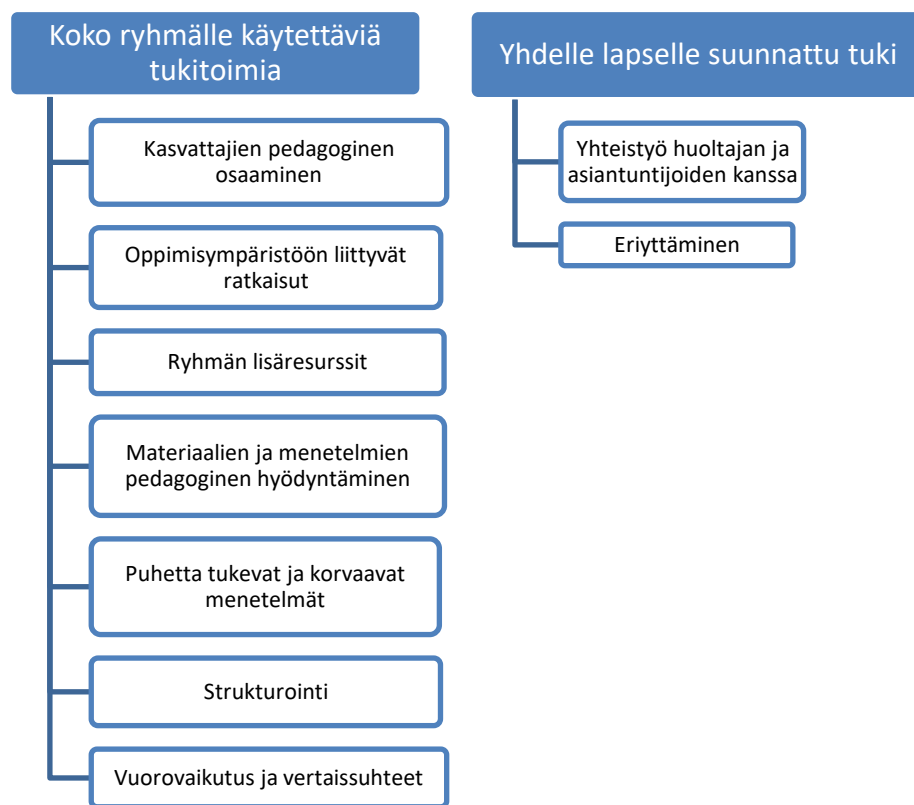 Koko ryhmälle käytettäviä
tukitoimia
Kasvattajien pedagoginen
osaaminen
Oppimisympäristöön liittyvät
ratkaisut
Ryhmän lisäresurssit
Materiaalien ja menetelmien
pedagoginen hyödyntäminen
Puhetta tukevat ja korvaavat
menetelmät
Strukturointi
Vuorovaikutus ja vertaissuhteet
Yhdelle lapselle suunnattu tuki
Yhteistyö huoltajan ja
asiantuntijoiden kanssa
Eriyttäminen